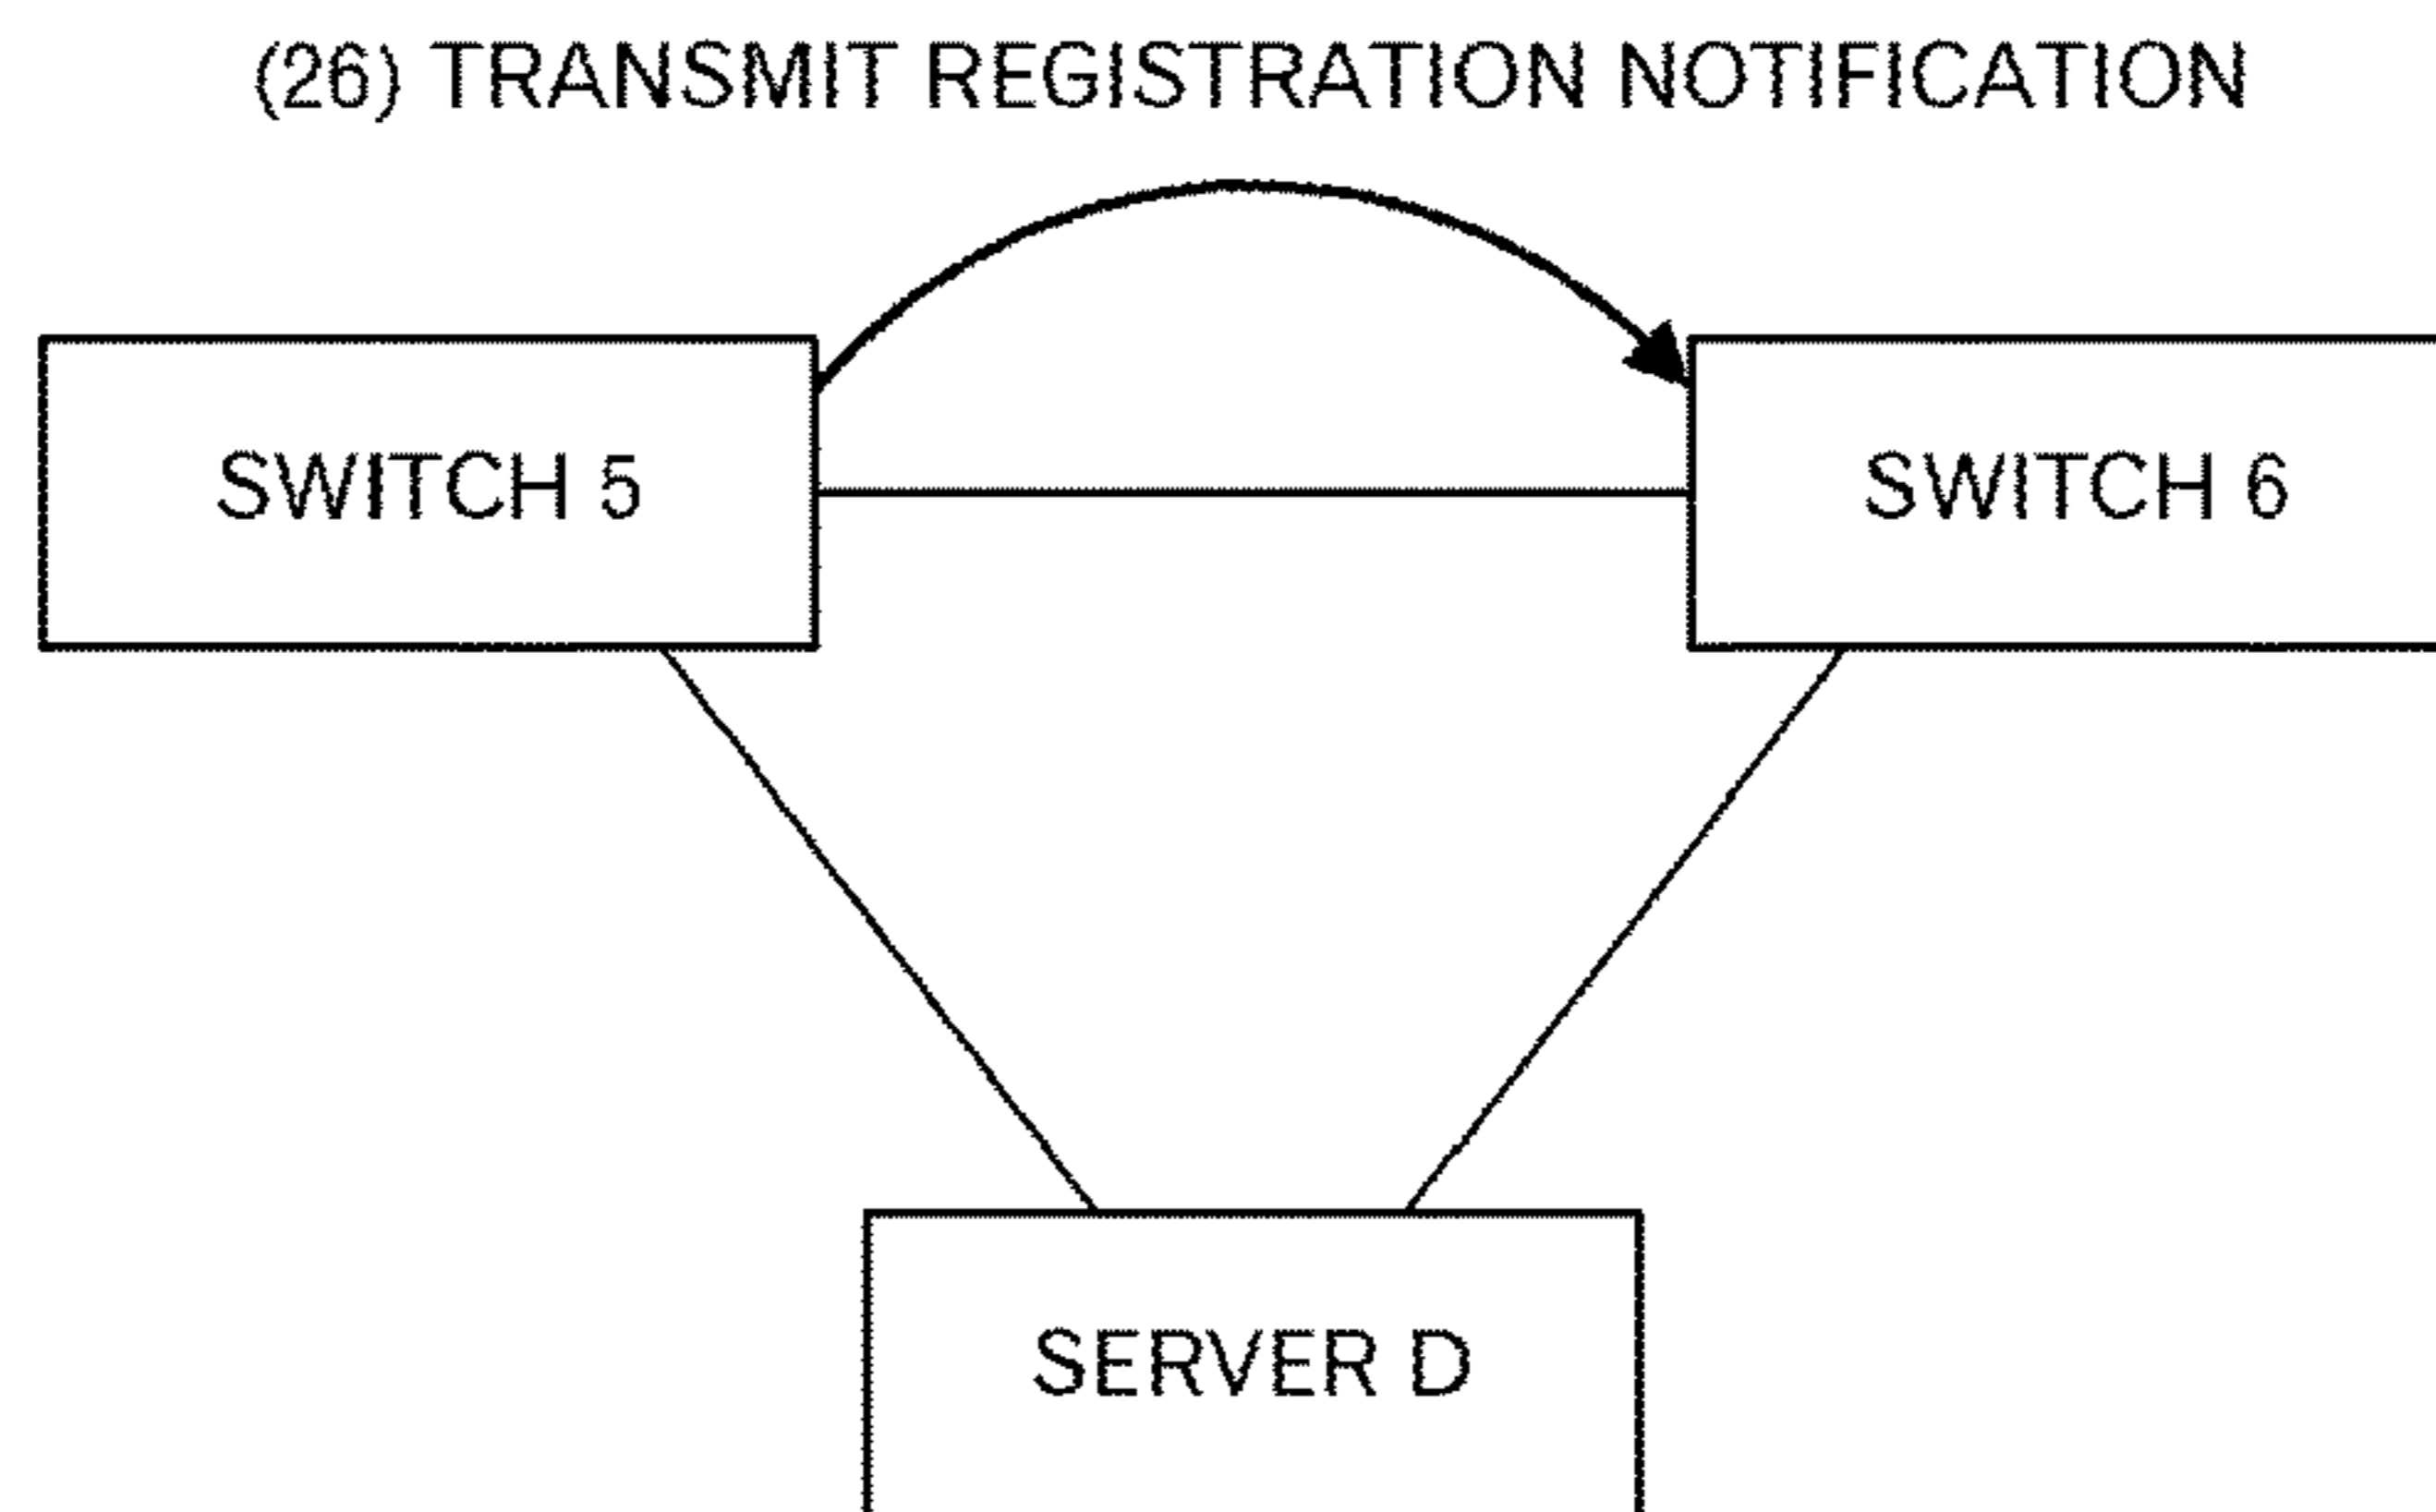 (26) TRANSMIT REGISTRATION NOTIFICATION
SWITCH 5
SWITCH 6
SERVER D